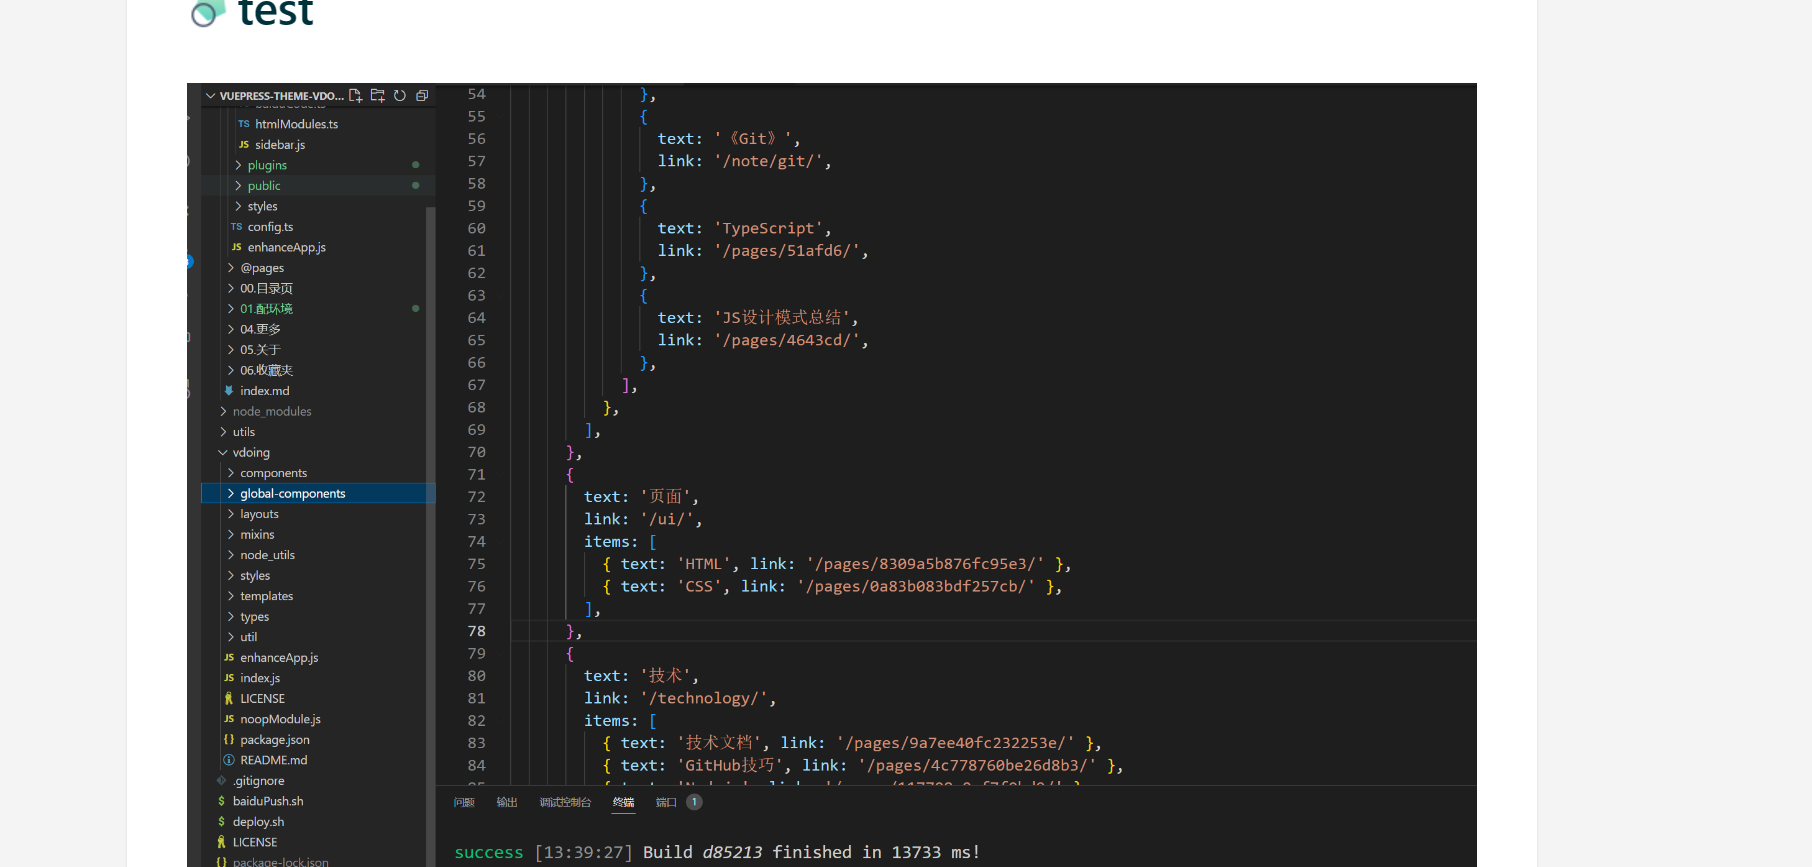 test
VUEPRESS-THEME-VDO...
TS htmlModules.ts
JS sidebar.js
plugins
public
styles
TS config.ts
JS enhanceApp.js
@pages
00.目录页
01.配环境
04.更多
05.关于
06.收藏夹
index.md
node_modules
utils
vdoing
components
global-components
layouts
mixins
node_utils
styles
templates
types
util
JS enhanceApp.js
JS index.js
LICENSE
JS noopModule.js
{} package.json
README.md
.gitignore
$ baiduPush.sh
$ deploy.sh
LICENSE
{} package-lock.json
54 },
55 {
56 text: '《Git》',
57 link: '/note/git/',
58 },
59 {
60 text: 'TypeScript',
61 link: '/pages/51afd6/',
62 },
63 {
64 text: 'JS设计模式总结',
65 link: '/pages/4643cd/',
66 },
67 ],
68 },
69 ],
70 },
71 {
72 text: '页面',
73 link: '/ui/',
74 items: [
75 { text: 'HTML', link: '/pages/8309a5b876fc95e3/' },
76 { text: 'CSS', link: '/pages/0a83b083bdf257cb/' },
77 ],
78 },
79 {
80 text: '技术',
81 link: '/technology/',
82 items: [
83 { text: '技术文档', link: '/pages/9a7ee40fc232253e/' },
84 { text: 'GitHub技巧', link: '/pages/4c778760be26d8b3/' },
问题 输出 调试控制台 终端 端口 1
success [13:39:27] Build d85213 finished in 13733 ms!